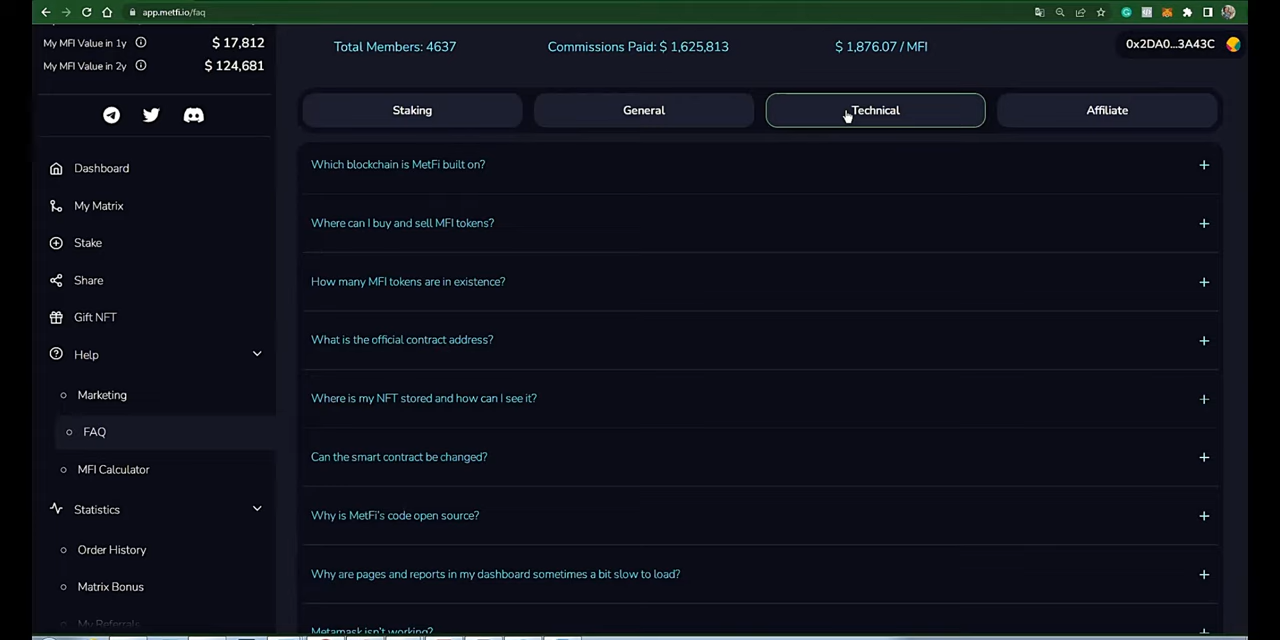 app.metfi.io/faq
My MFI Value in 1y $ 17,812
My MFI Value in 2y $ 124,681
Total Members: 4637 Commissions Paid: $ 1,625,813 $ 1,876.07 / MFI 0x2DA0...3A43C
Staking General Technical Affiliate
Dashboard
My Matrix
Stake
Share
Gift NFT
Help
Marketing
FAQ
MFI Calculator
Statistics
Order History
Matrix Bonus
My Referrals
Which blockchain is MetFi built on?
Where can I buy and sell MFI tokens?
How many MFI tokens are in existence?
What is the official contract address?
Where is my NFT stored and how can I see it?
Can the smart contract be changed?
Why is MetFi's code open source?
Why are pages and reports in my dashboard sometimes a bit slow to load?
Metamask isn't working?